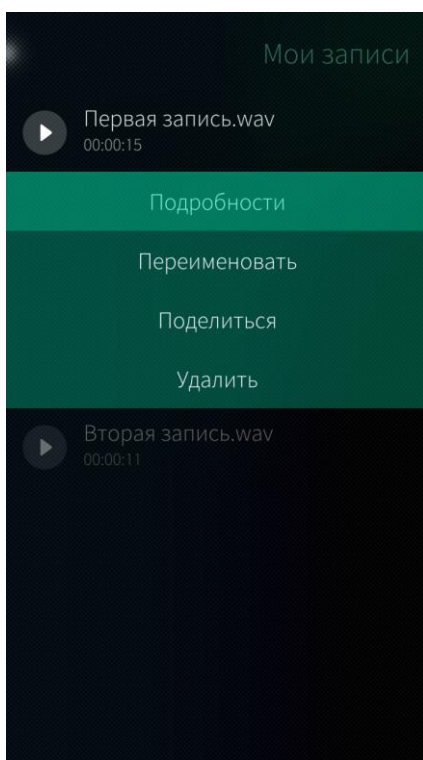 Мои записи
Первая запись.wav
00:00:15
Подробности
Переименовать
Поделиться
Удалить
Вторая запись.wav
00:00:11